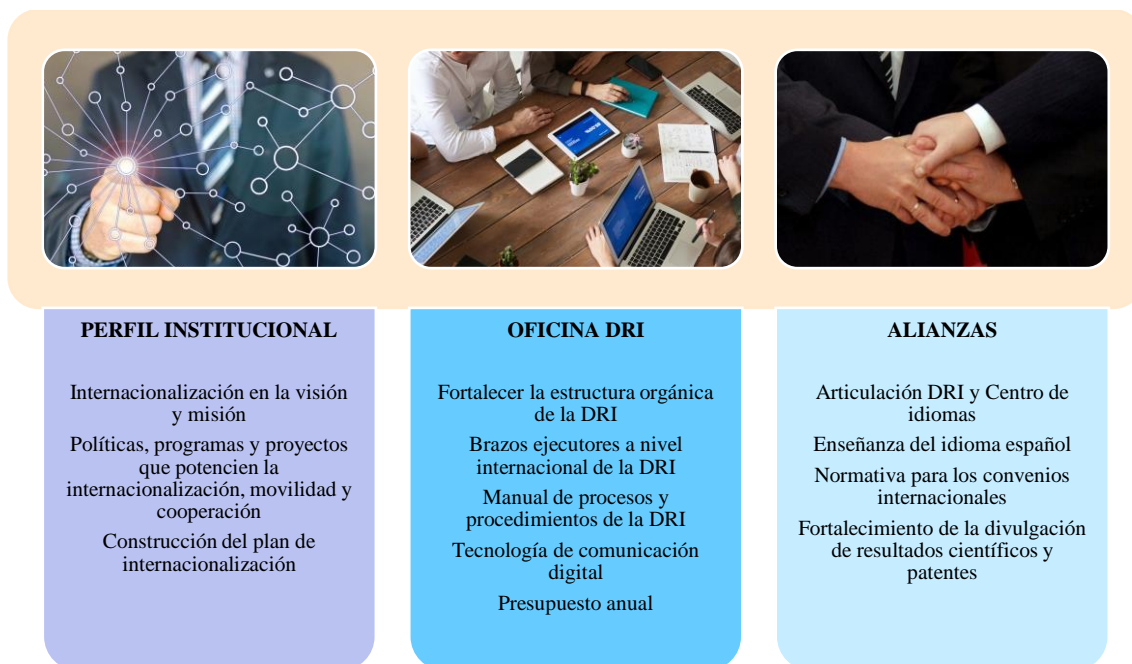 PERFIL INSTITUCIONAL
Internacionalización en la visión
y misión
Políticas, programas y proyectos
que potencien la
internacionalización, movilidad y
cooperación
Construcción del plan de
internacionalización
OFICINA DRI
Fortalecer la estructura orgánica
de la DRI
Brazos ejecutores a nivel
internacional de la DRI
Manual de procesos y
procedimientos de la DRI
Tecnología de comunicación
digital
Presupuesto anual
ALIANZAS
Articulación DRI y Centro de
idiomas
Enseñanza del idioma español
Normativa para los convenios
internacionales
Fortalecimiento de la divulgación
de resultados científicos y
patentes